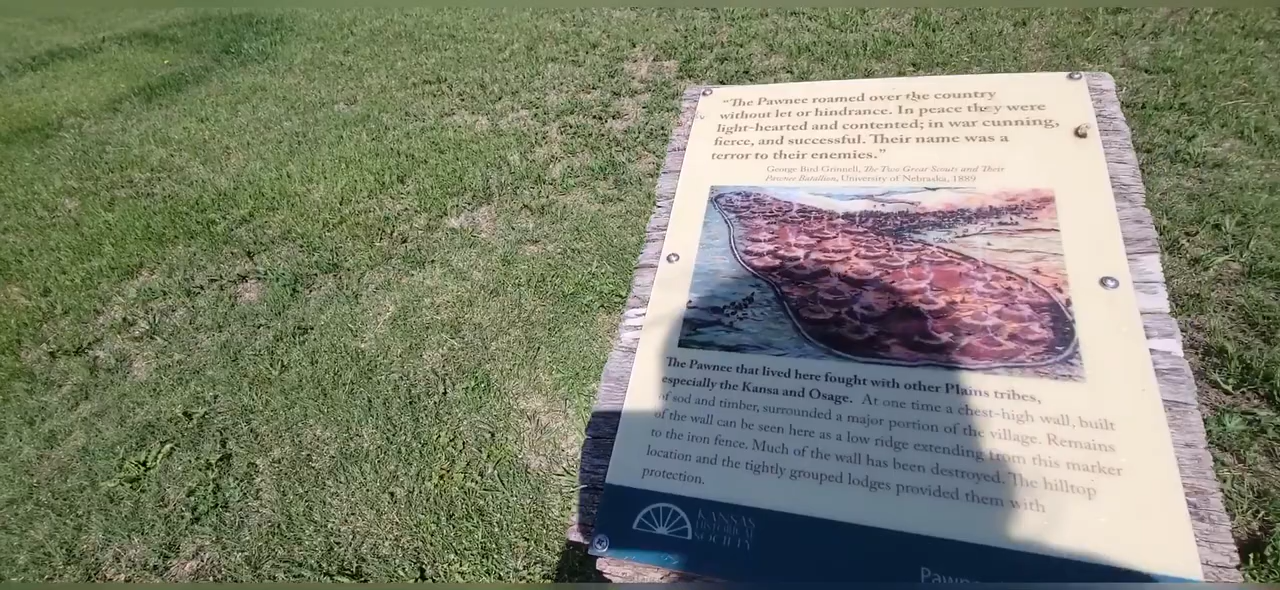 “The Pawnee roamed over the country
without let or hindrance. In peace they were
light-hearted and contented; in war cunning,
fierce, and successful. Their name was a
terror to their enemies.”
George Bird Grinnell, The Two Great Scouts and Their
Pawnee Batallion, University of Nebraska, 1889
The Pawnee that lived here fought with other Plains tribes,
especially the Kansa and Osage. At one time a chest-high wall, built
of sod and timber, surrounded a major portion of the village. Remains
of the wall can be seen here as a low ridge extending from this marker
to the iron fence. Much of the wall has been destroyed. The hilltop
location and the tightly grouped lodges provided them with
protection.
KANSAS
HISTORICAL
SOCIETY